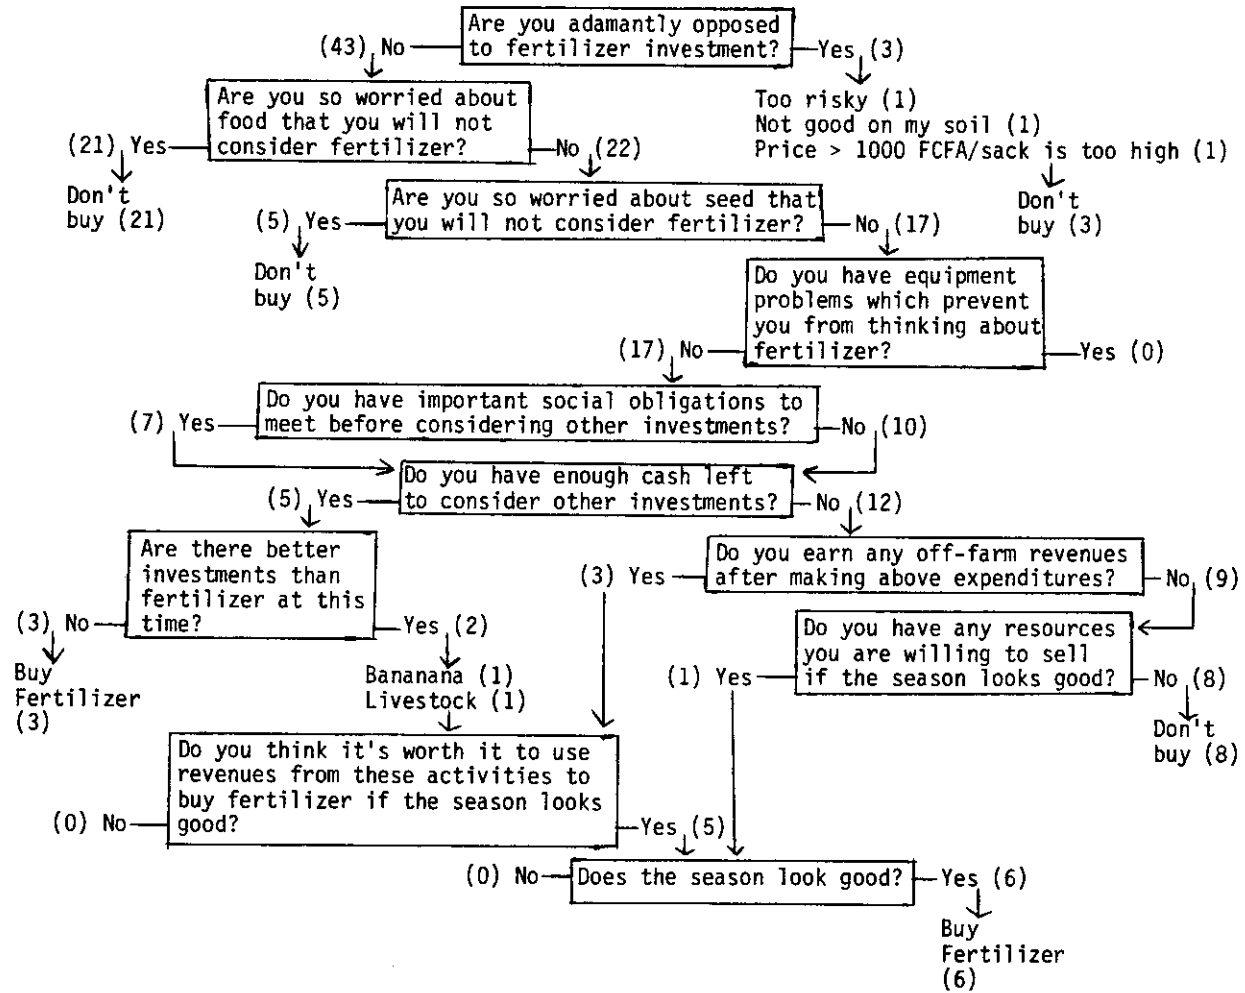 Are you adamantly opposed
to fertilizer investment?
(43) No
Yes (3)
Too risky (1)
Not good on my soil (1)
Price > 1000 FCFA/sack is too high (1)
Don't
buy (3)
Are you so worried about
food that you will not
consider fertilizer?
(21) Yes
No (22)
Don't
buy (21)
Are you so worried about seed that
you will not consider fertilizer?
(5) Yes
No (17)
Don't
buy (5)
Do you have equipment
problems which prevent
you from thinking about
fertilizer?
(17) No
Yes (0)
Do you have important social obligations to
meet before considering other investments?
(7) Yes
No (10)
Do you have enough cash left
to consider other investments?
(5) Yes
No (12)
Are there better
investments than
fertilizer at this
time?
(3) No
Yes (2)
Buy
Fertilizer
(3)
Bananana (1)
Livestock (1)
Do you earn any off-farm revenues
after making above expenditures?
(3) Yes
No (9)
Do you have any resources
you are willing to sell
if the season looks good?
(1) Yes
No (8)
Don't
buy (8)
Do you think it's worth it to use
revenues from these activities to
buy fertilizer if the season looks
good?
(0) No
Yes (5)
Does the season look good?
(0) No
Yes (6)
Buy
Fertilizer
(6)